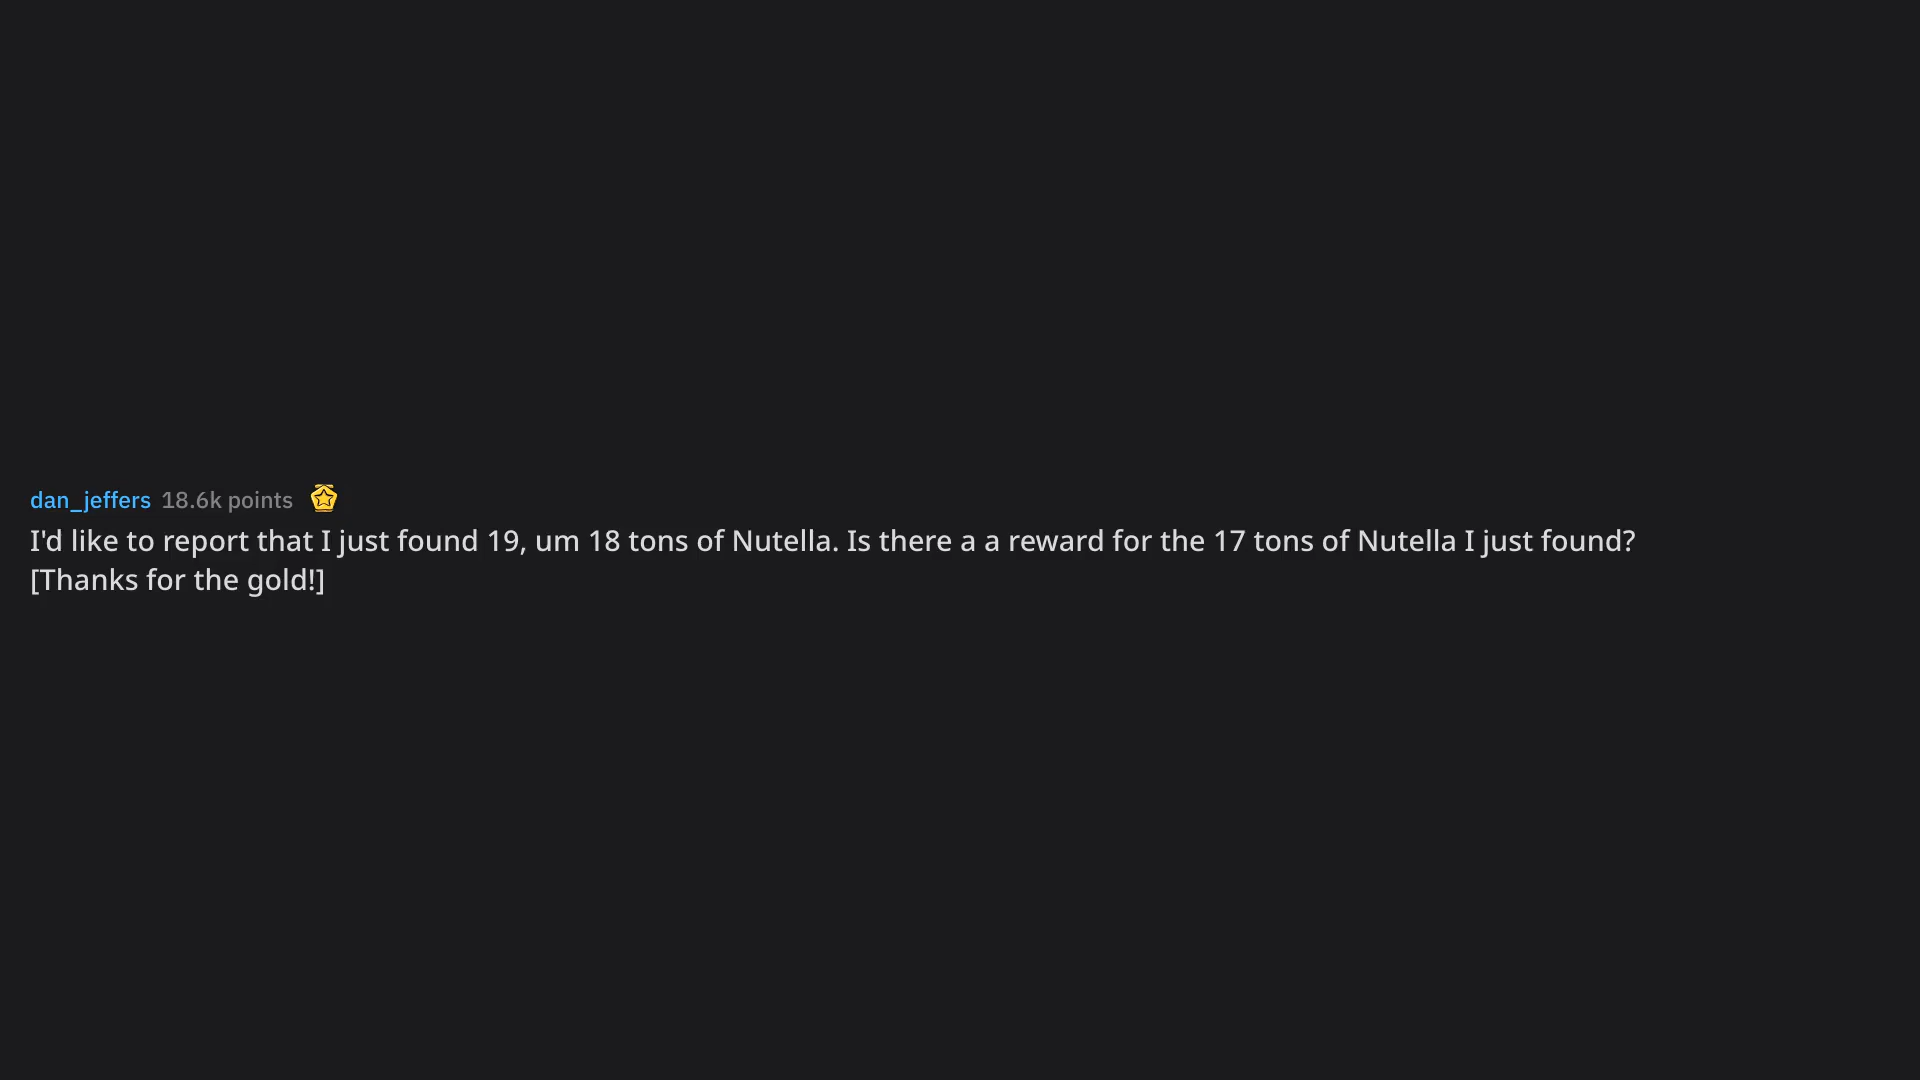 dan_jeffers 18.6k points
I'd like to report that I just found 19, um 18 tons of Nutella. Is there a a reward for the 17 tons of Nutella I just found?
[Thanks for the gold!]